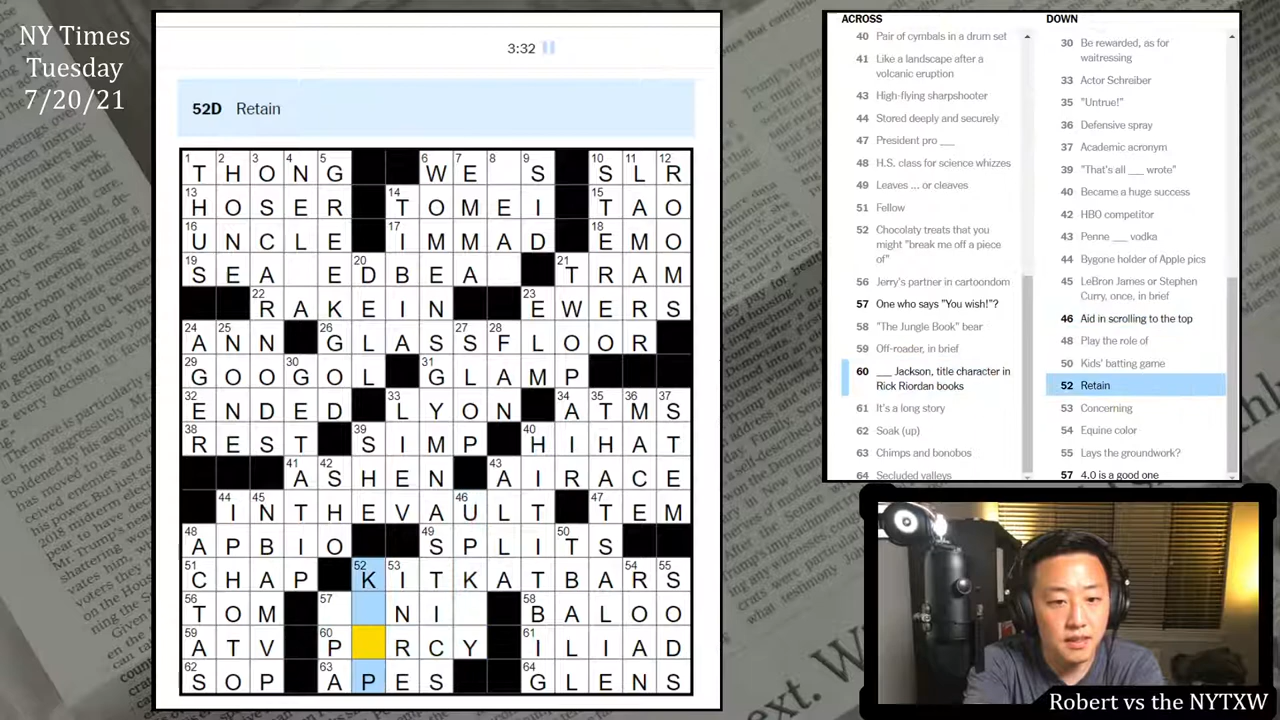 NY Times
Tuesday
7/20/21
3:32
52D Retain
1 T 2 H 3 O 4 N 5 G 6 W 7 E 8 9 S 10 S 11 L 12 R
13 H O S E R 14 T O M E I 15 T A O
16 U N C L E 17 I M M A D 18 E M O
19 S E A E 20 D B E A 21 T R A M
22 R A K E I N 23 E W E R S
24 A 25 N N 26 G L A S 27 S 28 F L O O R
29 G O O 30 G O L 31 G L A M P
32 E N D E D 33 L Y O N 34 A 35 T 36 M 37 S
38 R E S T 39 S I M P 40 H I H A T
41 A 42 S H E N 43 A I R A C E
44 I 45 N T H E V A 46 U L T 47 T E M
48 A P B I O 49 S P L I 50 T S
51 C H A P 52 K 53 I T K A T B A 54 R 55 S
56 T O M 57 N I 58 B A L O O
59 A T V 60 P R C Y 61 I L I A D
62 S O P 63 A P E S 64 G L E N S
ACROSS
40 Pair of cymbals in a drum set
41 Like a landscape after a
volcanic eruption
43 High-flying sharpshooter
44 Stored deeply and securely
47 President pro ___
48 H.S. class for science whizzes
49 Leaves ... or cleaves
51 Fellow
52 Chocolaty treats that you
might "break me off a piece
of"
56 Jerry's partner in cartoondom
57 One who says "You wish!"?
58 "The Jungle Book" bear
59 Off-roader, in brief
60 ___ Jackson, title character in
Rick Riordan books
61 It's a long story
62 Soak (up)
63 Chimps and bonobos
64 Secluded valleys
DOWN
30 Be rewarded, as for
waitressing
33 Actor Schreiber
35 "Untrue!"
36 Defensive spray
37 Academic acronym
39 "That's all ___ wrote"
40 Became a huge success
42 HBO competitor
43 Penne ___ vodka
44 Bygone holder of Apple pics
45 LeBron James or Stephen
Curry, once, in brief
46 Aid in scrolling to the top
48 Play the role of
50 Kids' batting game
52 Retain
53 Concerning
54 Equine color
55 Lays the groundwork?
57 4.0 is a good one
Robert vs the NYTXW